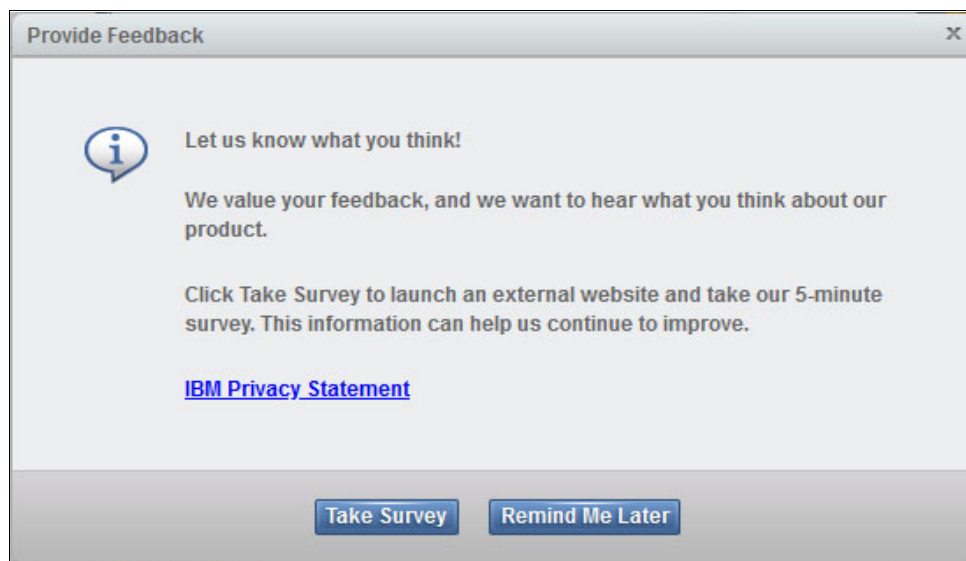 Provide Feedback
x
Let us know what you think!
We value your feedback, and we want to hear what you think about our
product.
Click Take Survey to launch an external website and take our 5-minute
survey. This information can help us continue to improve.
IBM Privacy Statement
Take Survey
Remind Me Later